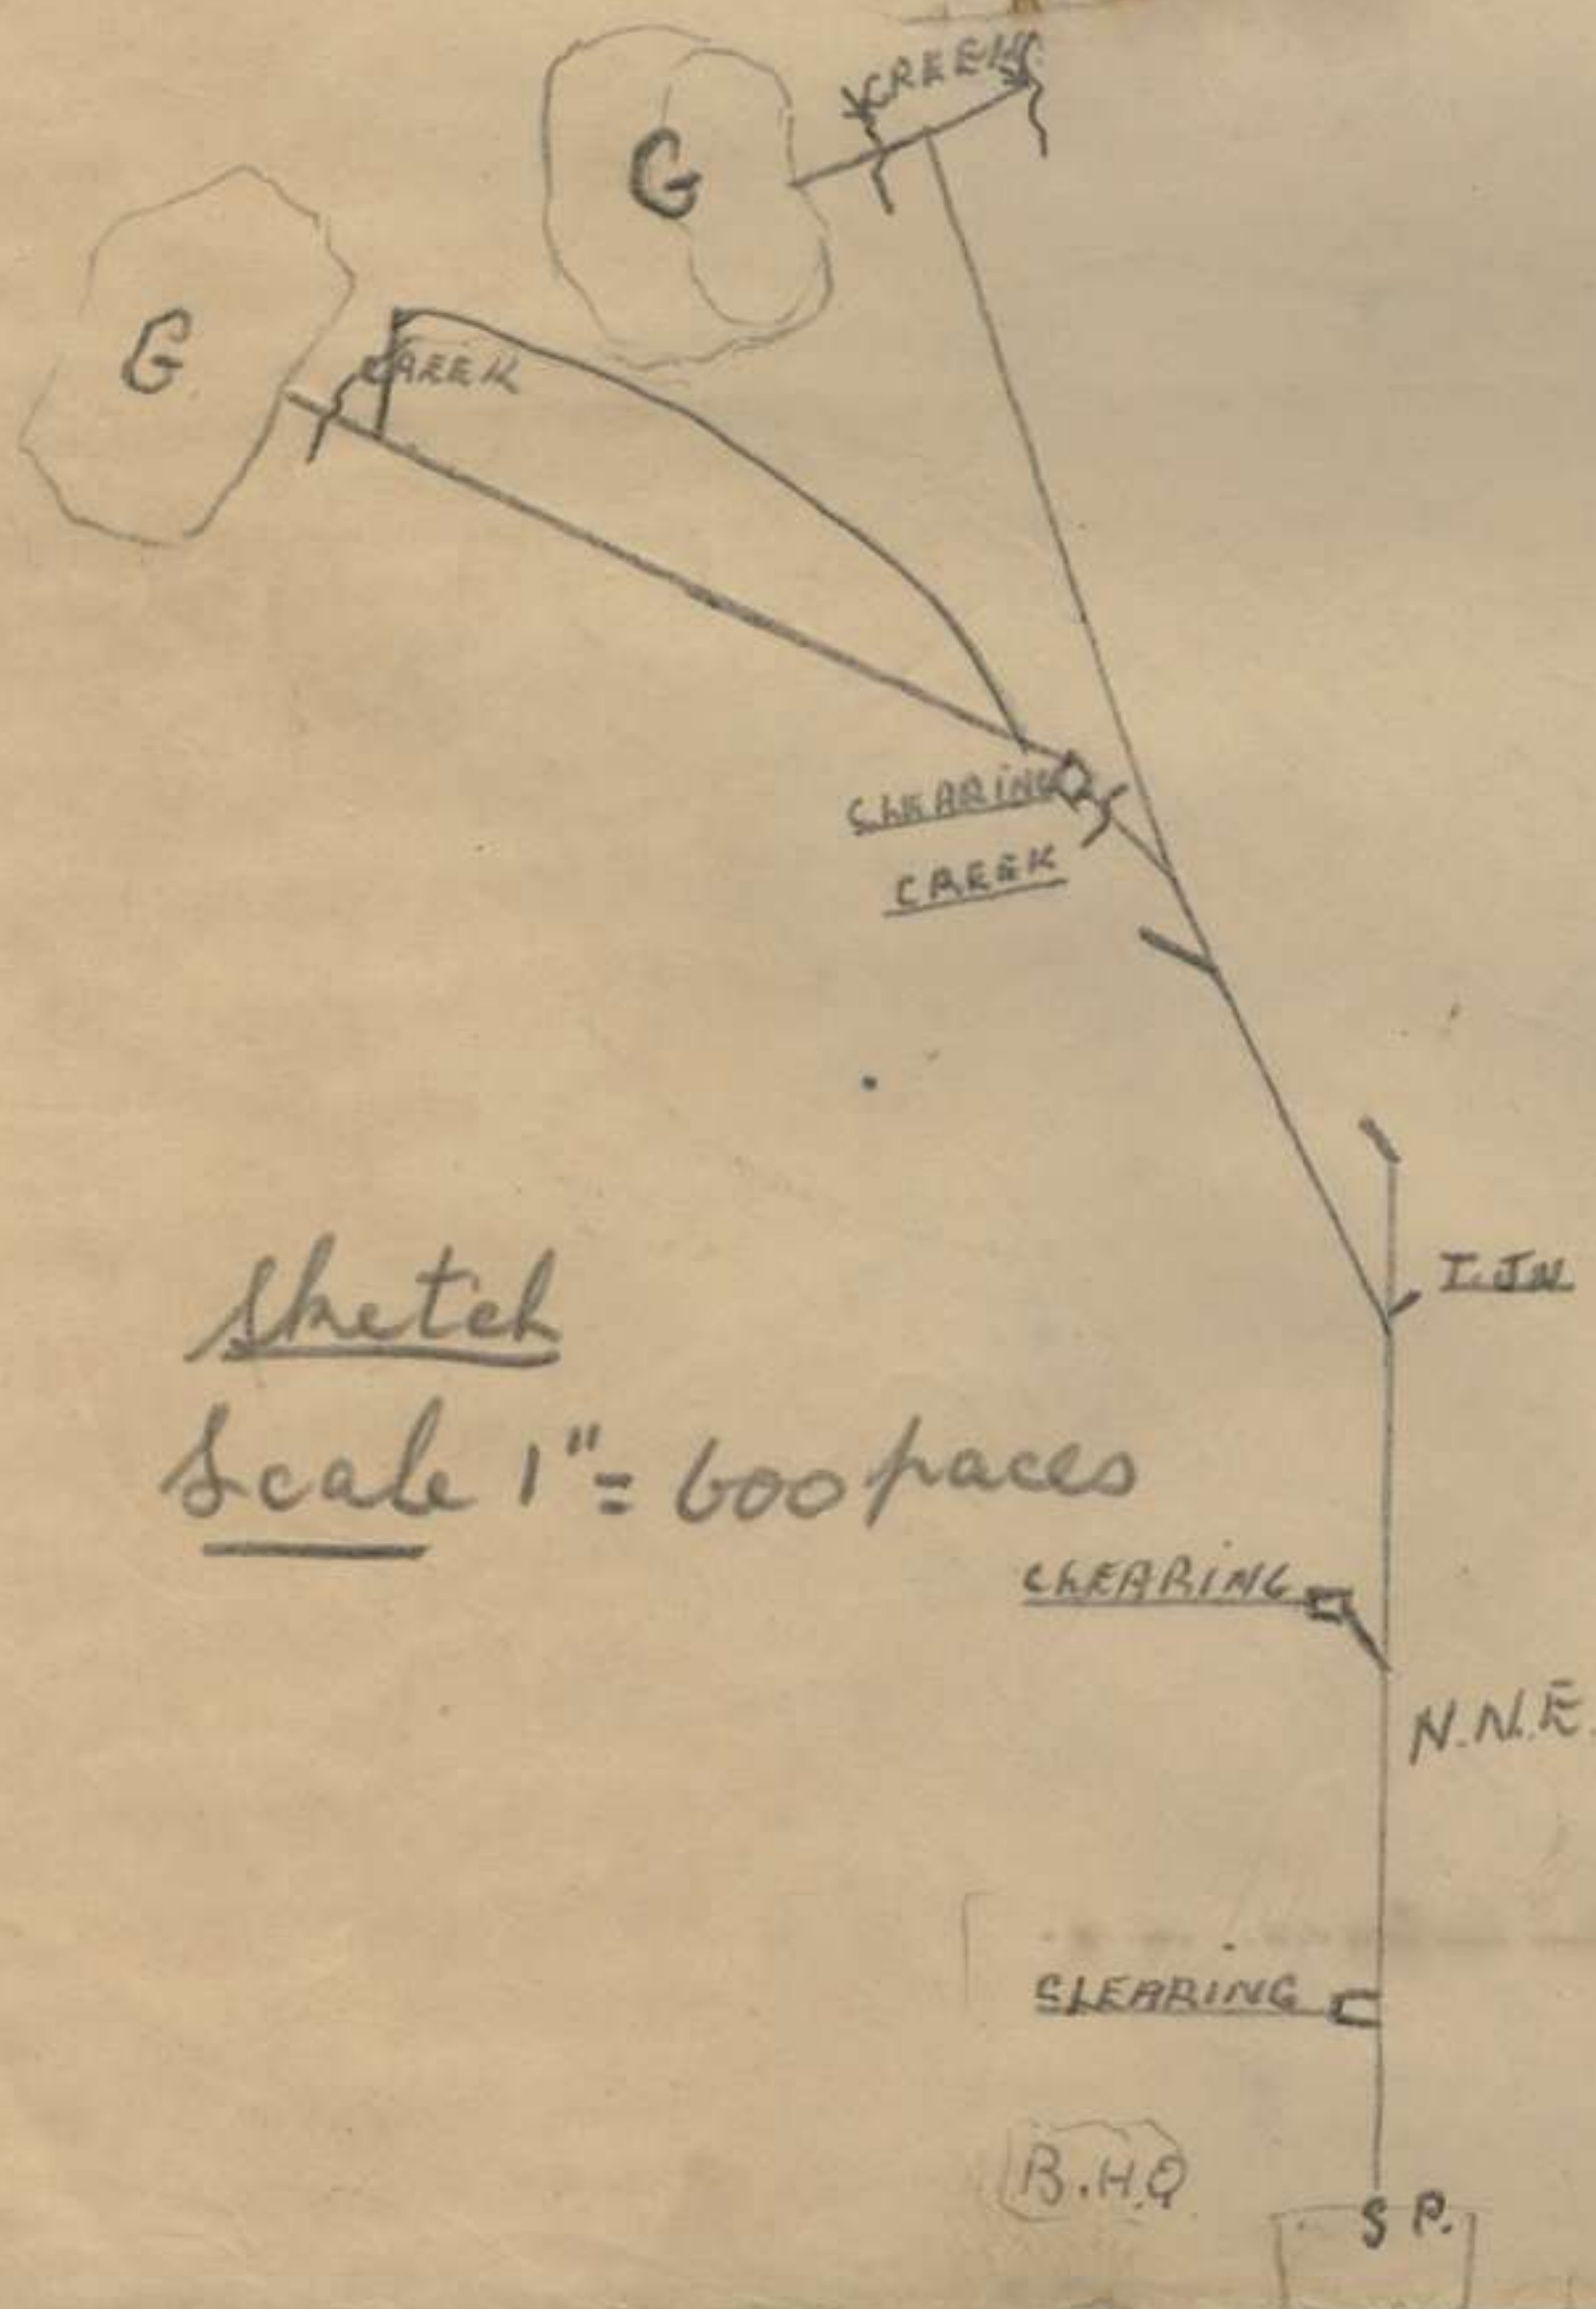 CREEK
G
G
CREEK
CLEARING
CREEK
T. JN
Sketch
Scale 1" = 600 paces
CLEARING
N.N.E.
CLEARING
B.H.Q
S P.